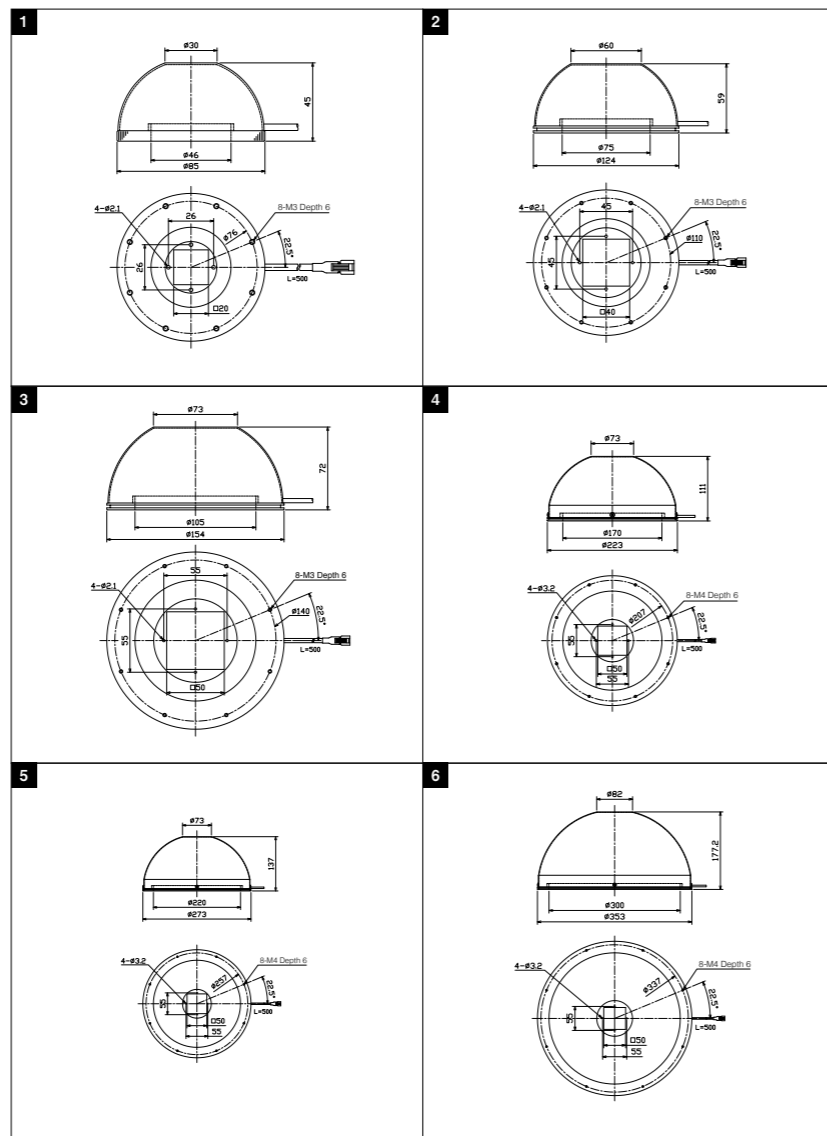 1
ø30
45
ø46
ø85
4-ø2.1
26
ø76
8-M3 Depth 6
22.5°
26
L=500
□20
2
ø60
59
ø75
ø124
4-ø2.1
45
8-M3 Depth 6
22.5°
ø110
45
L=500
□40
3
ø73
72
ø105
ø154
4-ø2.1
55
8-M3 Depth 6
22.5°
ø140
55
L=500
□50
4
ø73
111
ø170
ø223
4-ø3.2
ø207
8-M4 Depth 6
22.5°
55
L=500
□50
55
5
ø73
137
ø220
ø273
4-ø3.2
ø257
8-M4 Depth 6
22.5°
55
L=500
□50
55
6
ø82
177.2
ø300
ø353
4-ø3.2
ø337
8-M4 Depth 6
22.5°
55
L=500
□50
55